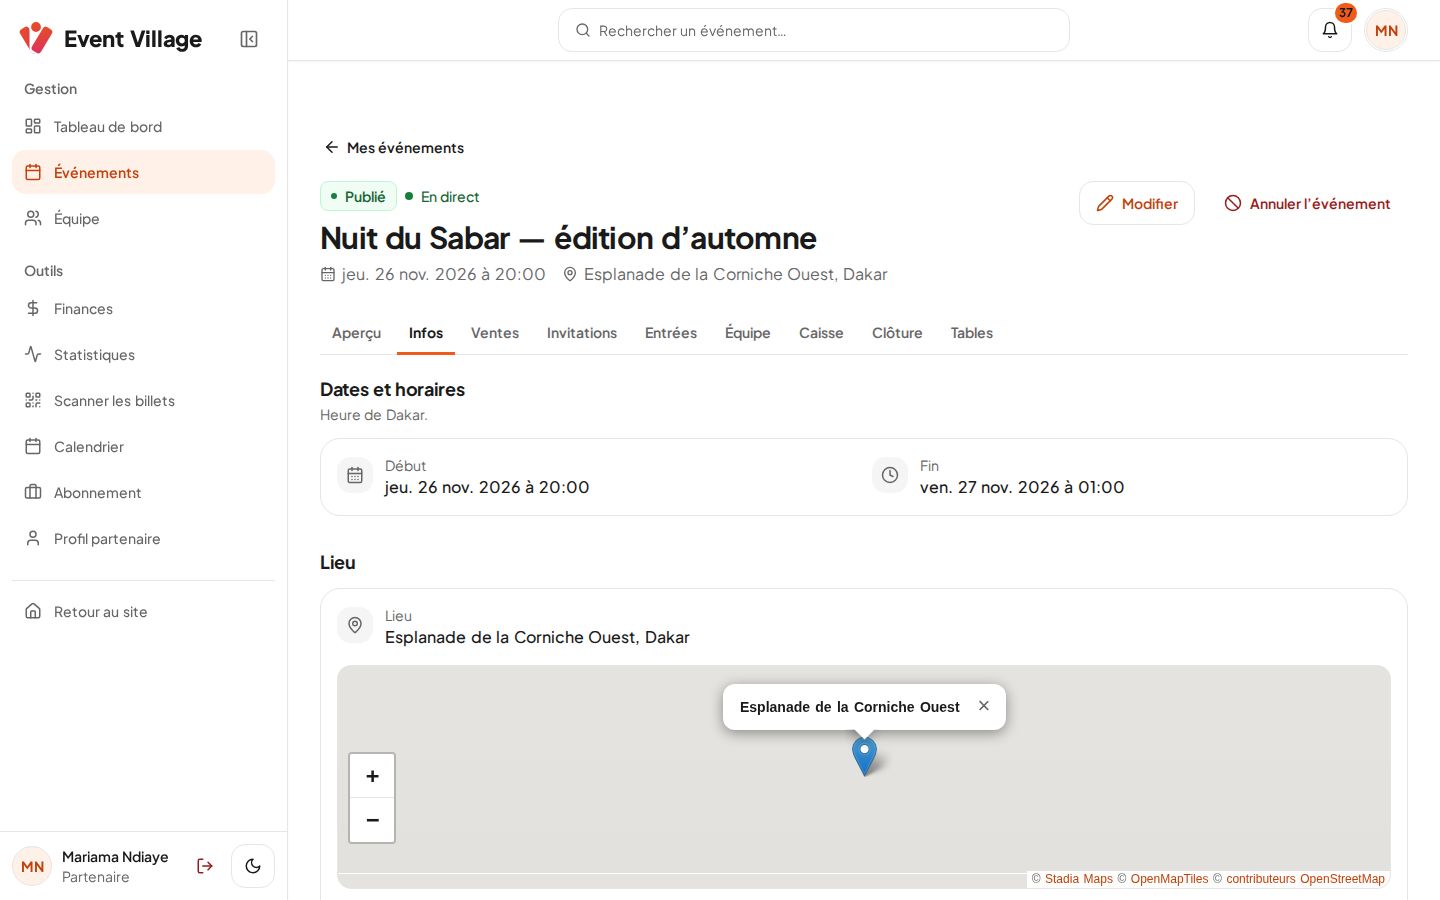 Event Village
Gestion
Tableau de bord
Événements
Équipe
Outils
Finances
Statistiques
Scanner les billets
Calendrier
Abonnement
Profil partenaire
Retour au site
MN
Mariama Ndiaye
Partenaire
Rechercher un événement…
37
MN
Mes événements
Publié
En direct
Modifier
Annuler l’événement
Nuit du Sabar — édition d’automne
jeu. 26 nov. 2026 à 20:00
Esplanade de la Corniche Ouest, Dakar
Aperçu
Infos
Ventes
Invitations
Entrées
Équipe
Caisse
Clôture
Tables
Dates et horaires
Heure de Dakar.
Début
jeu. 26 nov. 2026 à 20:00
Fin
ven. 27 nov. 2026 à 01:00
Lieu
Lieu
Esplanade de la Corniche Ouest, Dakar
Esplanade de la Corniche Ouest ×
+
−
© Stadia Maps © OpenMapTiles © contributeurs OpenStreetMap